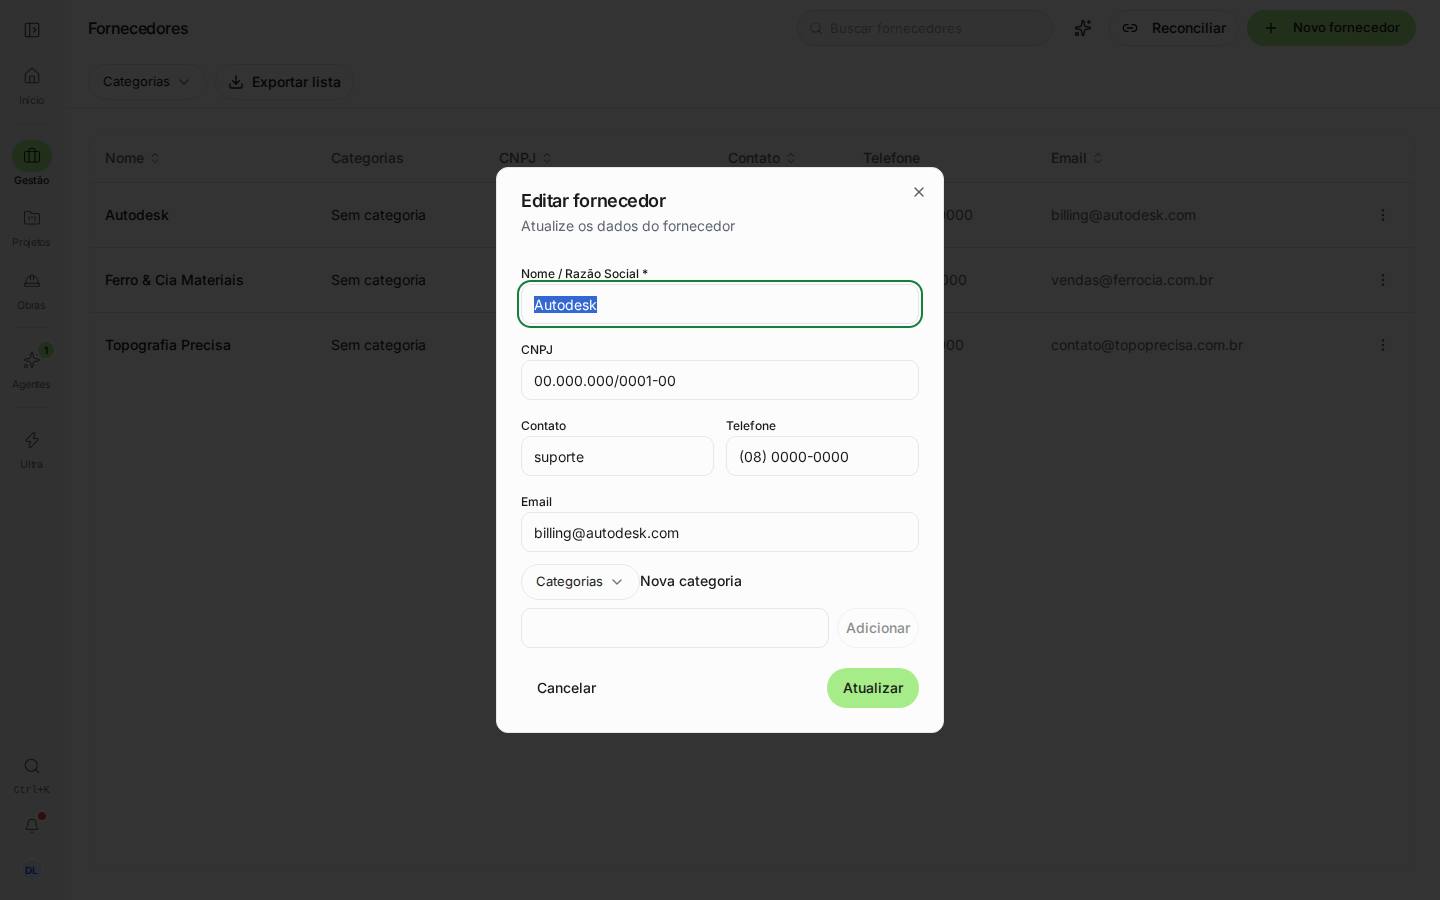 Fornecedores
Buscar fornecedores
Reconciliar
Novo fornecedor
Início
Categorias
Exportar lista
Gestão
Projetos
Obras
1
Agentes
Ultra
Ctrl+K
DL
Nome
Categorias
CNPJ
Contato
Telefone
Email
Autodesk
Sem categoria
0000
billing@autodesk.com
Ferro & Cia Materiais
Sem categoria
000
vendas@ferrocia.com.br
Topografia Precisa
Sem categoria
000
contato@topoprecisa.com.br
Editar fornecedor
Atualize os dados do fornecedor
Nome / Razão Social *
Autodesk
CNPJ
00.000.000/0001-00
Contato
Telefone
suporte
(08) 0000-0000
Email
billing@autodesk.com
Categorias
Nova categoria
Adicionar
Cancelar
Atualizar